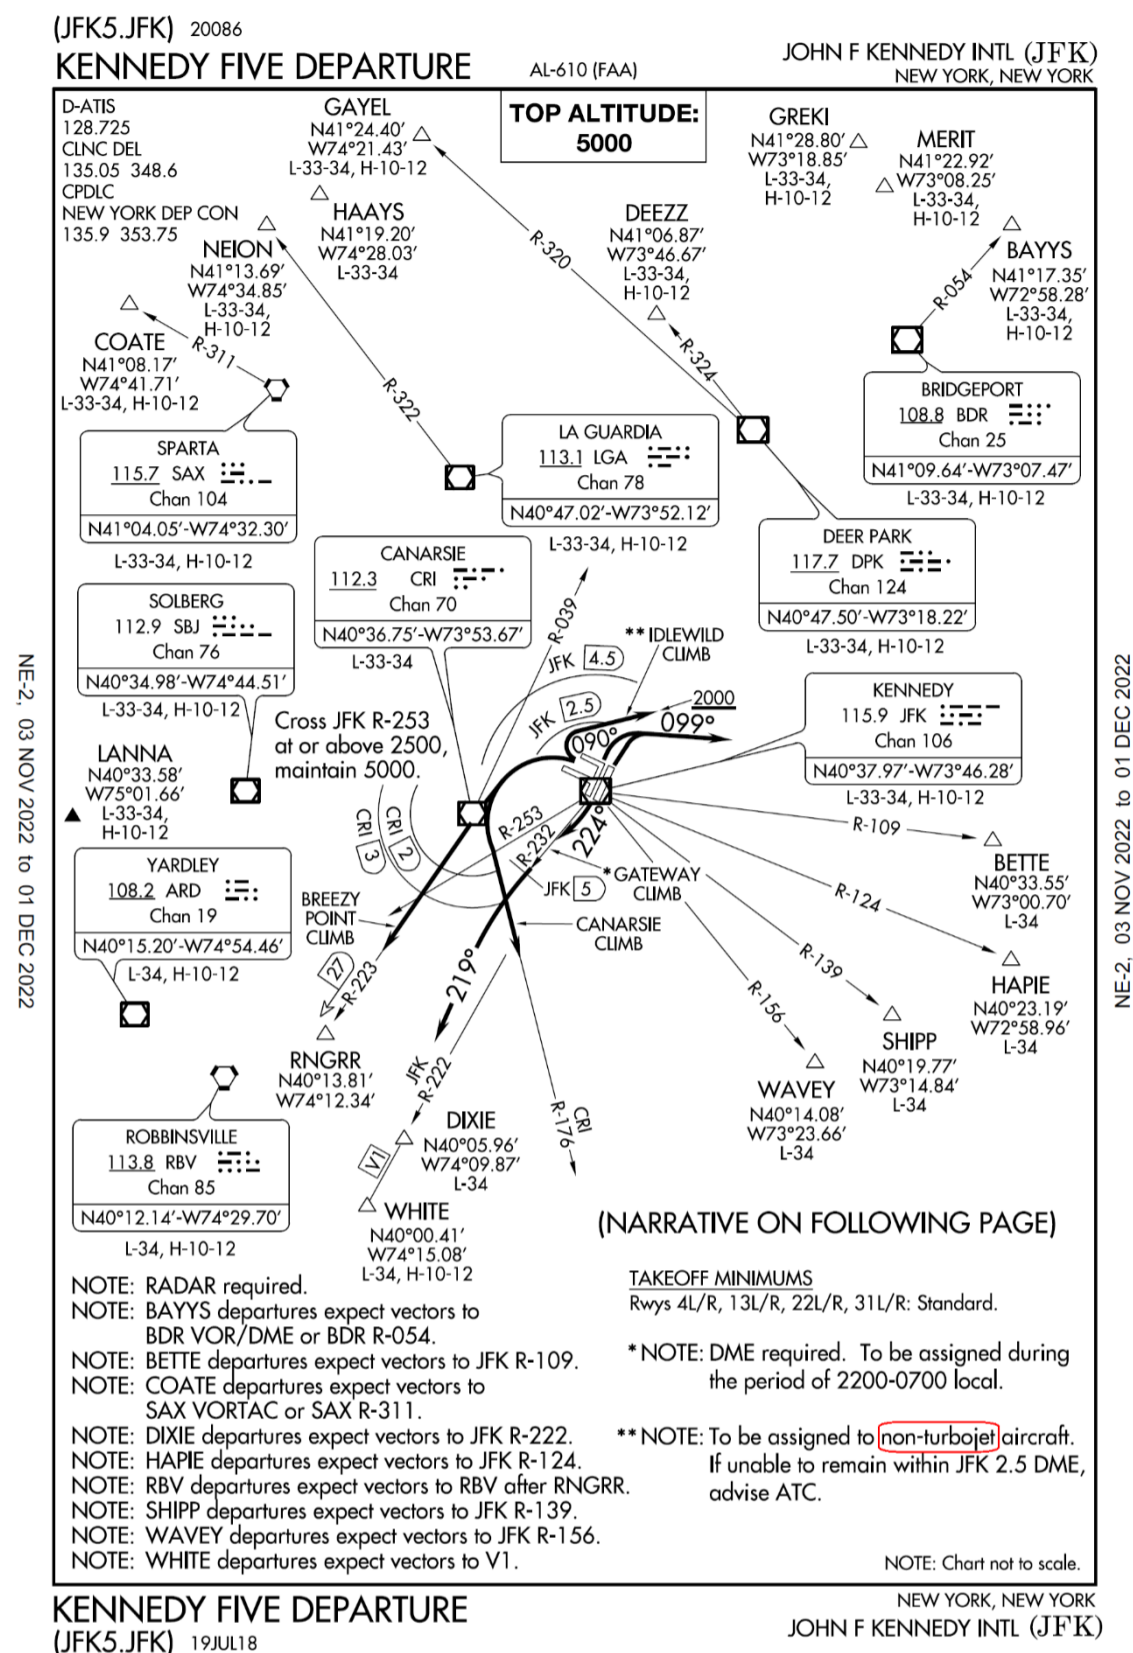 (JFK5.JFK) 20086
KENNEDY FIVE DEPARTURE
AL-610 (FAA)
JOHN F KENNEDY INTL (JFK)
NEW YORK, NEW YORK
D-ATIS
128.725
CLNC DEL
135.05 348.6
CPDLC
NEW YORK DEP CON
135.9 353.75
GAYEL
N41°24.40′
W74°21.43′
L-33-34, H-10-12
TOP ALTITUDE:
5000
GREKI
N41°28.80′
W73°18.85′
L-33-34,
H-10-12
MERIT
N41°22.92′
W73°08.25′
L-33-34,
H-10-12
HAAYS
N41°19.20′
W74°28.03′
L-33-34
NEION
N41°13.69′
W74°34.85′
L-33-34,
H-10-12
R-320
DEEZZ
N41°06.87′
W73°46.67′
L-33-34,
H-10-12
BAYYS
N41°17.35′
W72°58.28′
L-33-34,
H-10-12
R-054
COATE
N41°08.17′
W74°41.71′
L-33-34, H-10-12
R-311
R-322
R-324
BRIDGEPORT
108.8 BDR
Chan 25
N41°09.64′-W73°07.47′
L-33-34, H-10-12
SPARTA
115.7 SAX
Chan 104
N41°04.05′-W74°32.30′
L-33-34, H-10-12
LA GUARDIA
113.1 LGA
Chan 78
N40°47.02′-W73°52.12′
L-33-34, H-10-12
DEER PARK
117.7 DPK
Chan 124
N40°47.50′-W73°18.22′
L-33-34, H-10-12
CANARSIE
112.3 CRI
Chan 70
N40°36.75′-W73°53.67′
L-33-34
SOLBERG
112.9 SBJ
Chan 76
N40°34.98′-W74°44.51′
L-33-34, H-10-12
R-039
JFK 4.5
JFK 2.5
** IDLEWILD
CLIMB
2000
090°
099°
KENNEDY
115.9 JFK
Chan 106
N40°37.97′-W73°46.28′
L-33-34, H-10-12
Cross JFK R-253
at or above 2500,
maintain 5000.
LANNA
N40°33.58′
W75°01.66′
L-33-34,
H-10-12
CRI 3
CRI 2
R-253
R-232
224°
JFK 5
* GATEWAY
CLIMB
CANARSIE
CLIMB
BREEZY
POINT
CLIMB
R-109
BETTE
N40°33.55′
W73°00.70′
L-34
R-124
HAPIE
N40°23.19′
W72°58.96′
L-34
R-139
SHIPP
N40°19.77′
W73°14.84′
L-34
R-156
WAVEY
N40°14.08′
W73°23.66′
L-34
YARDLEY
108.2 ARD
Chan 19
N40°15.20′-W74°54.46′
L-34, H-10-12
27
R-223
RNGRR
N40°13.81′
W74°12.34′
219°
JFK
R-222
CRI
R-176
DIXIE
N40°05.96′
W74°09.87′
L-34
V1
WHITE
N40°00.41′
W74°15.08′
L-34, H-10-12
ROBBINSVILLE
113.8 RBV
Chan 85
N40°12.14′-W74°29.70′
L-34, H-10-12
(NARRATIVE ON FOLLOWING PAGE)
NOTE: RADAR required.
NOTE: BAYYS departures expect vectors to
BDR VOR/DME or BDR R-054.
NOTE: BETTE departures expect vectors to JFK R-109.
NOTE: COATE departures expect vectors to
SAX VORTAC or SAX R-311.
NOTE: DIXIE departures expect vectors to JFK R-222.
NOTE: HAPIE departures expect vectors to JFK R-124.
NOTE: RBV departures expect vectors to RBV after RNGRR.
NOTE: SHIPP departures expect vectors to JFK R-139.
NOTE: WAVEY departures expect vectors to JFK R-156.
NOTE: WHITE departures expect vectors to V1.
TAKEOFF MINIMUMS
Rwys 4L/R, 13L/R, 22L/R, 31L/R: Standard.
* NOTE: DME required. To be assigned during
the period of 2200-0700 local.
** NOTE: To be assigned to non-turbojet aircraft.
If unable to remain within JFK 2.5 DME,
advise ATC.
NOTE: Chart not to scale.
KENNEDY FIVE DEPARTURE
(JFK5.JFK) 19JUL18
NEW YORK, NEW YORK
JOHN F KENNEDY INTL (JFK)
NE-2, 03 NOV 2022 to 01 DEC 2022
NE-2, 03 NOV 2022 to 01 DEC 2022